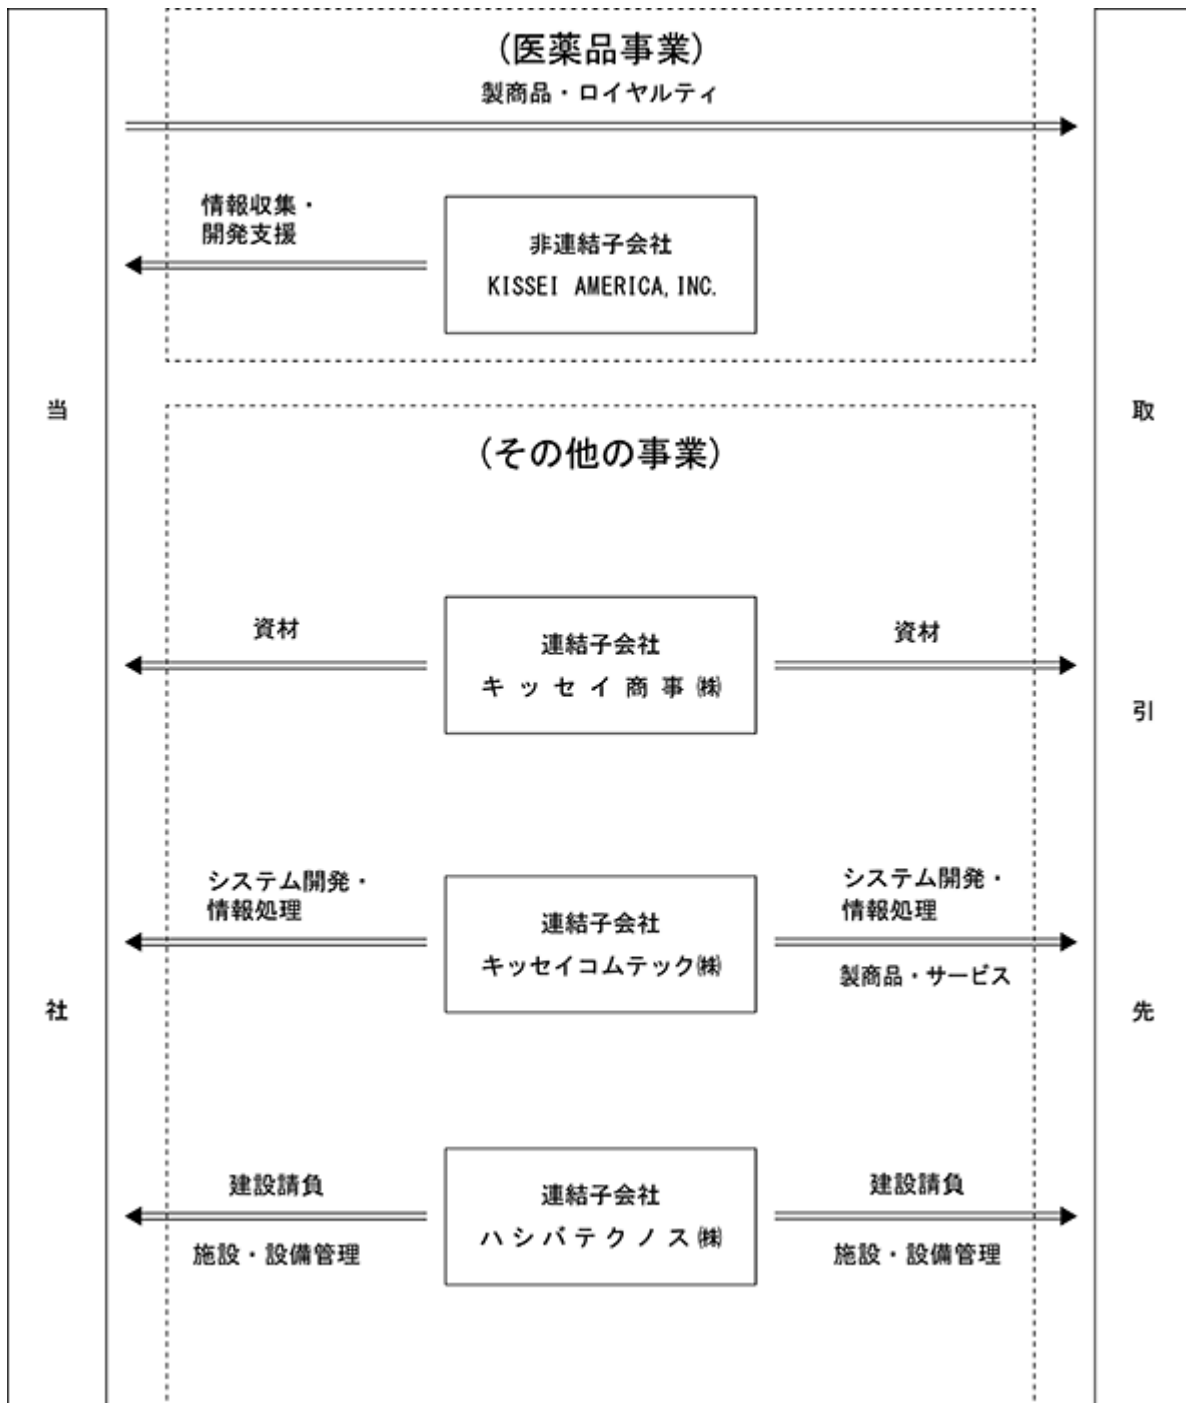 (医薬品事業)
製商品・ロイヤルティ
情報収集・
開発支援
非連結子会社
KISSEI AMERICA, INC.
当
社
取
引
先
(その他の事業)
資材
連結子会社
キッセイ商事㈱
資材
システム開発・
情報処理
連結子会社
キッセイコムテック㈱
システム開発・
情報処理
製商品・サービス
建設請負
施設・設備管理
連結子会社
ハシバテクノス㈱
建設請負
施設・設備管理